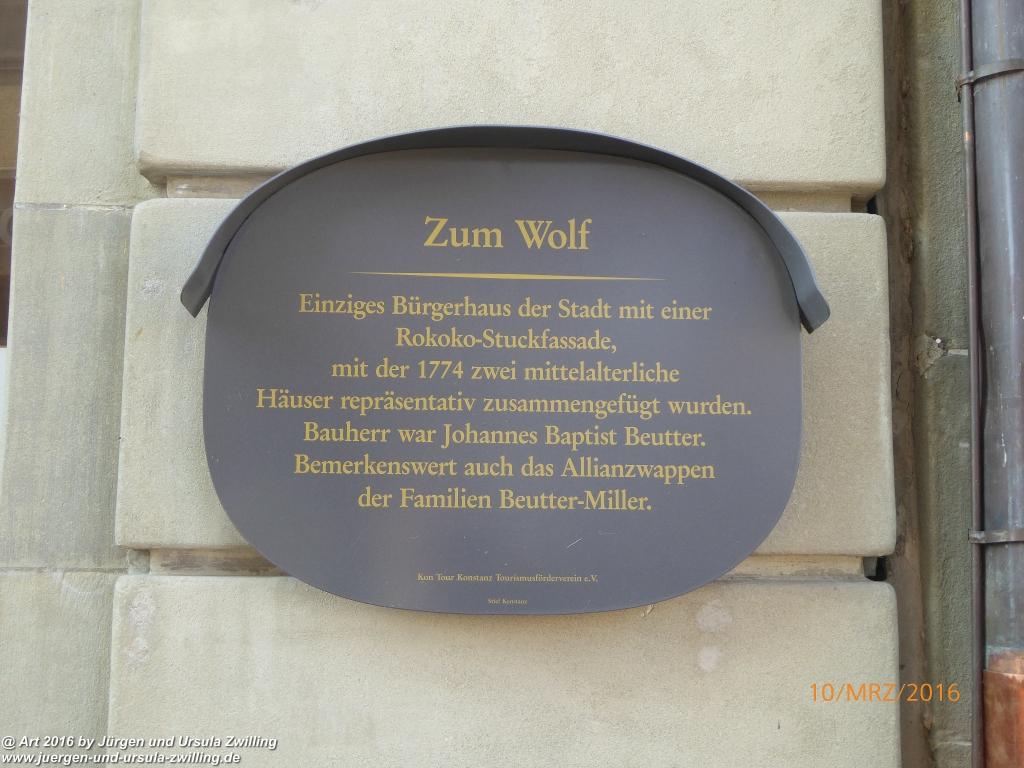 Zum Wolf
Einziges Bürgerhaus der Stadt mit einer
Rokoko-Stuckfassade,
mit der 1774 zwei mittelalterliche
Häuser repräsentativ zusammengefügt wurden.
Bauherr war Johannes Baptist Beutter.
Bemerkenswert auch das Allianzwappen
der Familien Beutter-Miller.
Kon Tour Konstanz Tourismusförderverein e.V.
Stief Konstanz
10/MRZ/2016
@ Art 2016 by Jürgen und Ursula Zwilling
www.juergen-und-ursula-zwilling.de